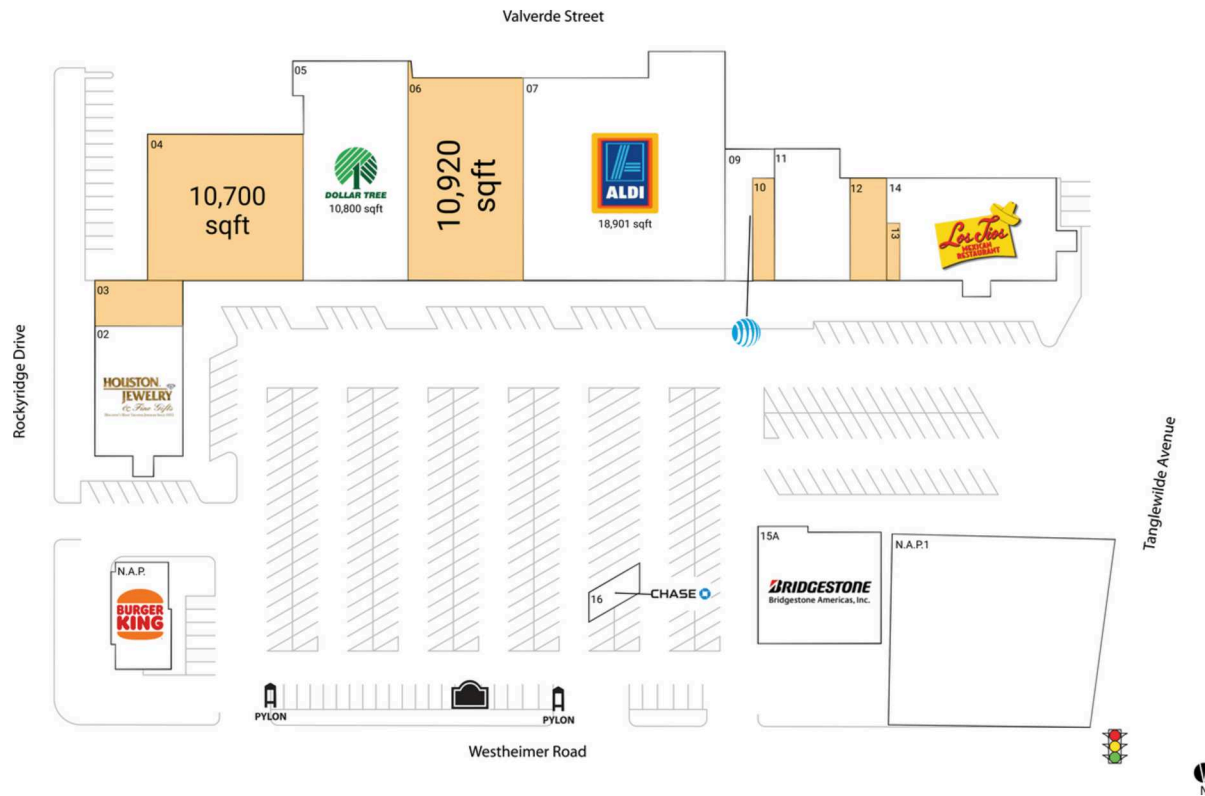 Valverde Street
05
06
07
04
10,700
sqft
DOLLAR TREE
10,800 sqft
10,920
sqft
ALDI
18,901 sqft
09
11
10
12
14
13
Los Tios
MEXICAN
RESTAURANT
03
02
HOUSTON
JEWELRY
& Fine Gifts
Rockyridge Drive
Tanglewilde Avenue
N.A.P.
BURGER
KING
16
CHASE
15A
BRIDGESTONE
Bridgestone Americas, Inc.
N.A.P.1
PYLON
PYLON
Westheimer Road
N